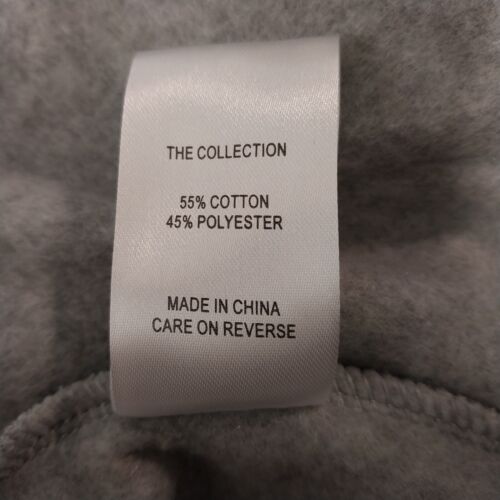 THE COLLECTION
55% COTTON
45% POLYESTER
MADE IN CHINA
CARE ON REVERSE